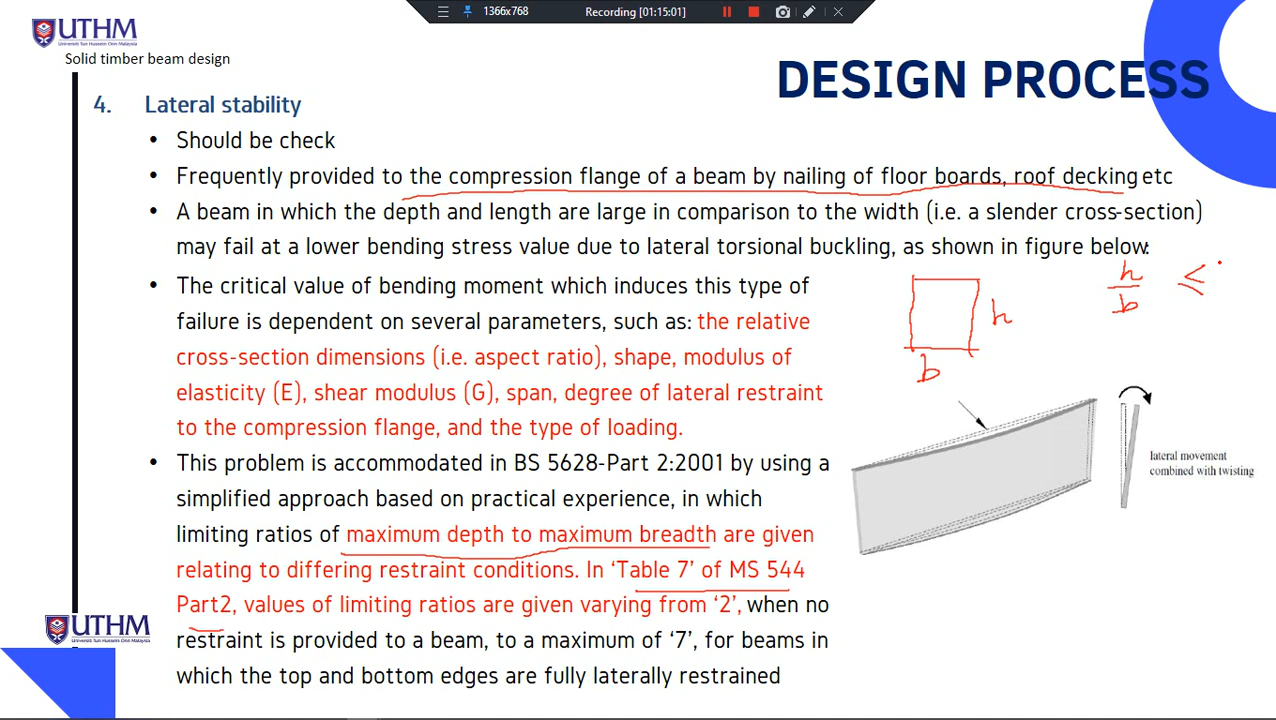 1366x768
Recording [01:15:01]
UTHM
Universiti Tun Hussein Onn Malaysia
Solid timber beam design
DESIGN PROCESS
4. Lateral stability
• Should be check
• Frequently provided to the compression flange of a beam by nailing of floor boards, roof decking etc
• A beam in which the depth and length are large in comparison to the width (i.e. a slender cross-section)
may fail at a lower bending stress value due to lateral torsional buckling, as shown in figure below:
• The critical value of bending moment which induces this type of
failure is dependent on several parameters, such as: the relative
cross-section dimensions (i.e. aspect ratio), shape, modulus of
elasticity (E), shear modulus (G), span, degree of lateral restraint
to the compression flange, and the type of loading.
• This problem is accommodated in BS 5628-Part 2:2001 by using a
simplified approach based on practical experience, in which
limiting ratios of maximum depth to maximum breadth are given
relating to differing restraint conditions. In ‘Table 7’ of MS 544
Part2, values of limiting ratios are given varying from ‘2’, when no
restraint is provided to a beam, to a maximum of ‘7’, for beams in
which the top and bottom edges are fully laterally restrained
h
b
h
b
≤
lateral movement
combined with twisting
UTHM
Universiti Tun Hussein Onn Malaysia